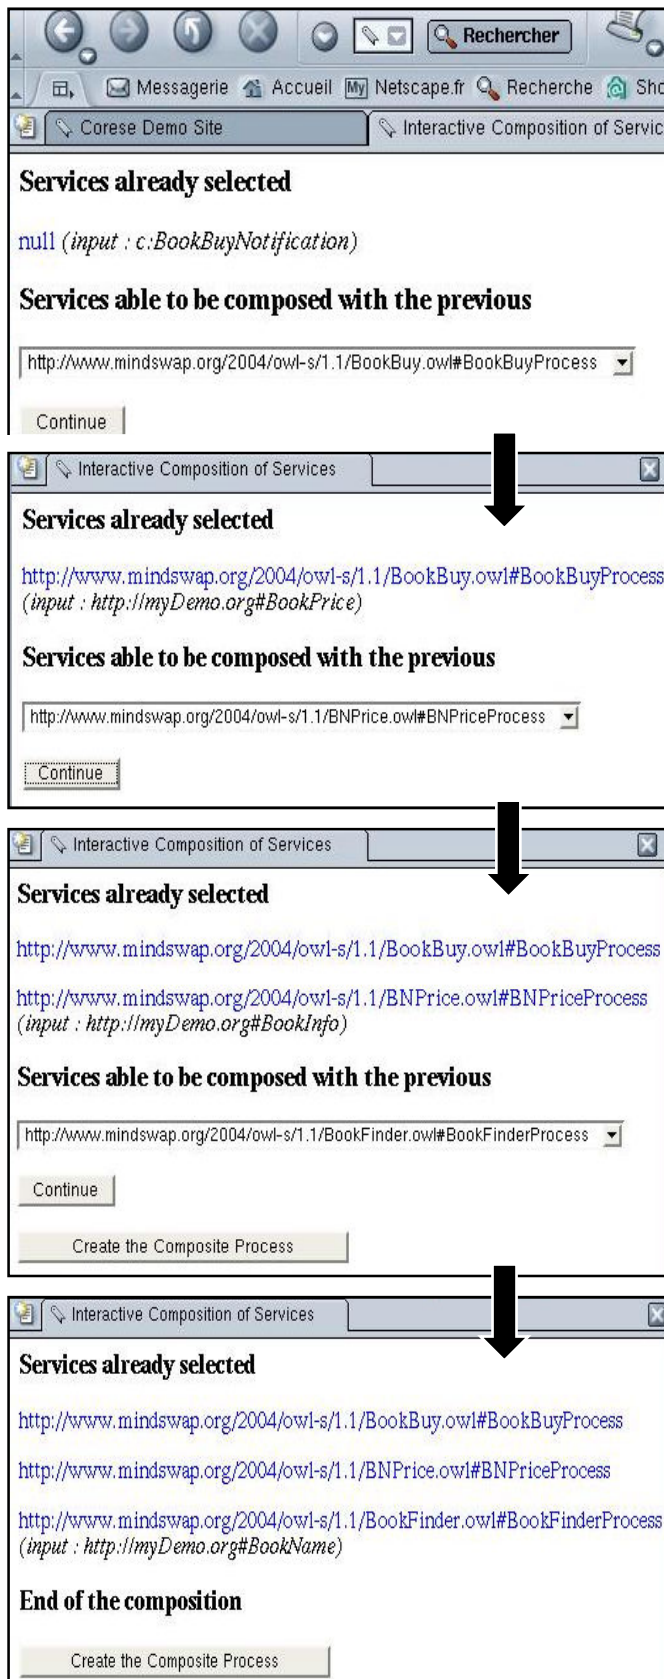 Rechercher
Messagerie Accueil My Netscape.fr Recherche Sho
Corese Demo Site Interactive Composition of Servic
Services already selected
null (input : c:BookBuyNotification)
Services able to be composed with the previous
http://www.mindswap.org/2004/owl-s/1.1/BookBuy.owl#BookBuyProcess
Continue
Interactive Composition of Services
Services already selected
http://www.mindswap.org/2004/owl-s/1.1/BookBuy.owl#BookBuyProcess
(input : http://myDemo.org#BookPrice)
Services able to be composed with the previous
http://www.mindswap.org/2004/owl-s/1.1/BNPrice.owl#BNPriceProcess
Continue
Interactive Composition of Services
Services already selected
http://www.mindswap.org/2004/owl-s/1.1/BookBuy.owl#BookBuyProcess
http://www.mindswap.org/2004/owl-s/1.1/BNPrice.owl#BNPriceProcess
(input : http://myDemo.org#BookInfo)
Services able to be composed with the previous
http://www.mindswap.org/2004/owl-s/1.1/BookFinder.owl#BookFinderProcess
Continue
Create the Composite Process
Interactive Composition of Services
Services already selected
http://www.mindswap.org/2004/owl-s/1.1/BookBuy.owl#BookBuyProcess
http://www.mindswap.org/2004/owl-s/1.1/BNPrice.owl#BNPriceProcess
http://www.mindswap.org/2004/owl-s/1.1/BookFinder.owl#BookFinderProcess
(input : http://myDemo.org#BookName)
End of the composition
Create the Composite Process